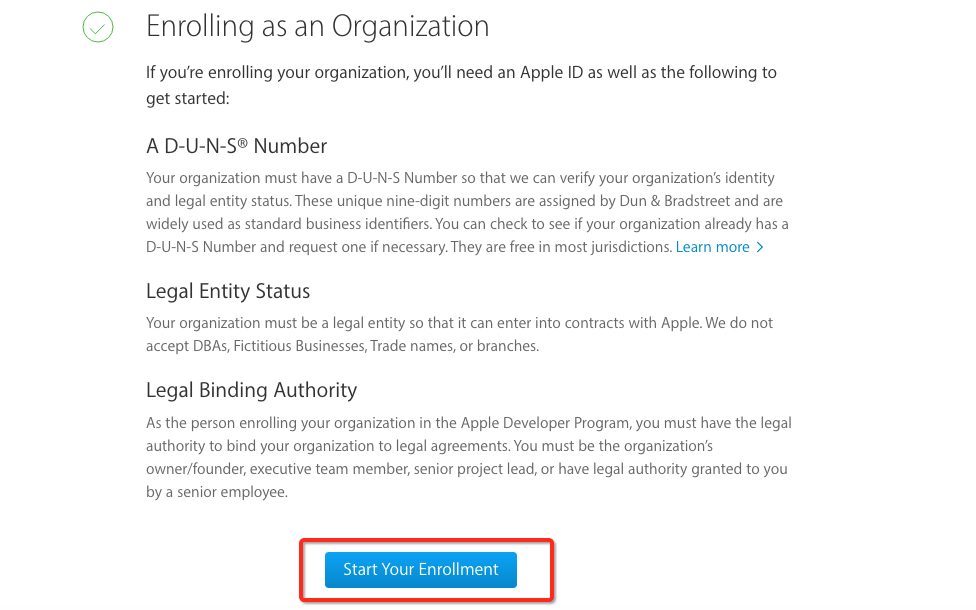 Enrolling as an Organization
If you’re enrolling your organization, you’ll need an Apple ID as well as the following to
get started:
A D-U-N-S® Number
Your organization must have a D-U-N-S Number so that we can verify your organization’s identity
and legal entity status. These unique nine-digit numbers are assigned by Dun & Bradstreet and are
widely used as standard business identifiers. You can check to see if your organization already has a
D-U-N-S Number and request one if necessary. They are free in most jurisdictions. Learn more >
Legal Entity Status
Your organization must be a legal entity so that it can enter into contracts with Apple. We do not
accept DBAs, Fictitious Businesses, Trade names, or branches.
Legal Binding Authority
As the person enrolling your organization in the Apple Developer Program, you must have the legal
authority to bind your organization to legal agreements. You must be the organization’s
owner/founder, executive team member, senior project lead, or have legal authority granted to you
by a senior employee.
Start Your Enrollment